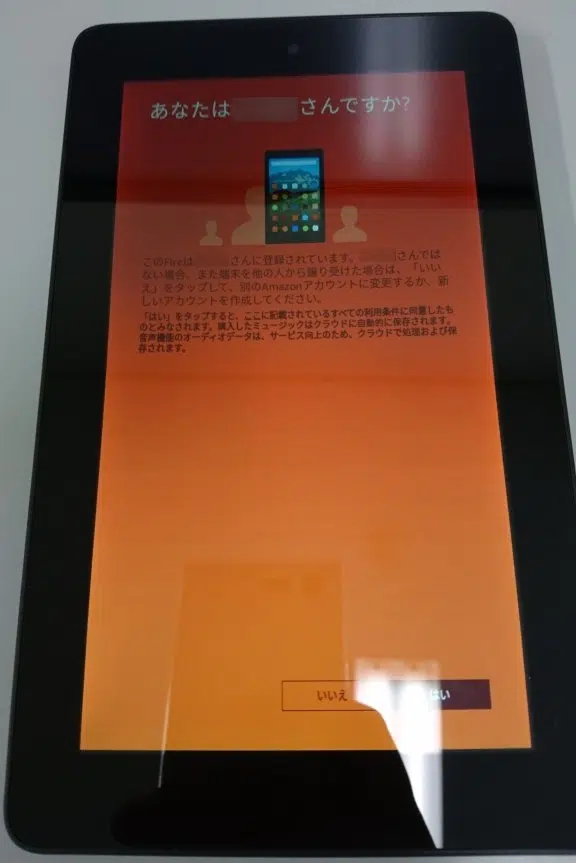 あなたは さんですか?
このFireは さんに登録されています。 さんでは
ない場合、また端末を他の人から譲り受けた場合は、「いい
え」をタップして、別のAmazonアカウントに変更するか、新
しいアカウントを作成してください。
「はい」をタップすると、ここに記載されているすべての利用条件に同意したも
のとみなされます。購入したミュージックはクラウドに自動的に保存されます。
音声機能のオーディオデータは、サービス向上のため、クラウドで処理および保
存されます。
いいえ
はい